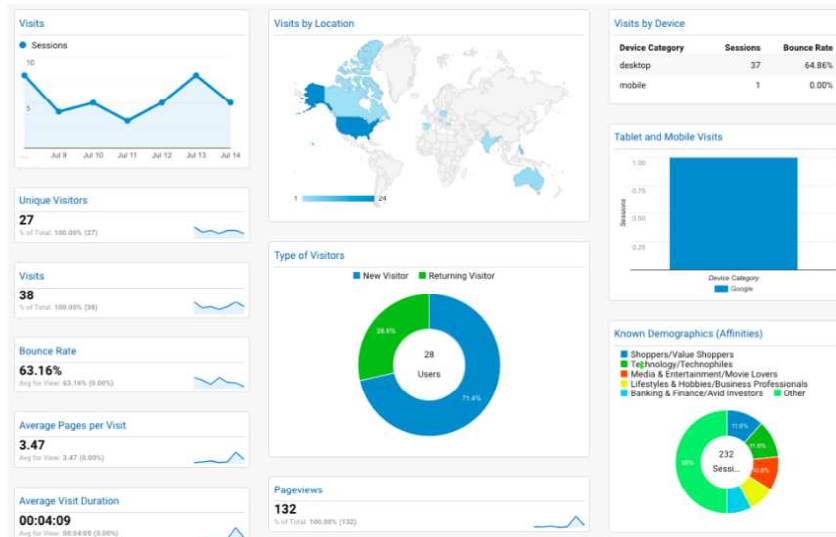 Visits
Sessions
10
5
...
Jul 9 Jul 10 Jul 11 Jul 12 Jul 13 Jul 14
Unique Visitors
27
% of Total: 100.00% (27)
Visits
38
% of Total: 100.00% (38)
Bounce Rate
63.16%
Avg for View: 63.16% (0.00%)
Average Pages per Visit
3.47
Avg for View: 3.47 (0.00%)
Average Visit Duration
00:04:09
Avg for View: 00:04:09 (0.00%)
Visits by Location
1 24
Type of Visitors
New Visitor Returning Visitor
28.6%
28
Users
71.4%
Pageviews
132
% of Total: 100.00% (132)
Visits by Device
Device Category Sessions Bounce Rate
desktop 37 64.86%
mobile 1 0.00%
Tablet and Mobile Visits
1.00
0.75
0.50
0.25
Sessions
Device Category
Google
Known Demographics (Affinities)
Shoppers/Value Shoppers
Technology/Technophiles
Media & Entertainment/Movie Lovers
Lifestyles & Hobbies/Business Professionals
Banking & Finance/Avid Investors Other
11.6%
232
Sessi...
50%